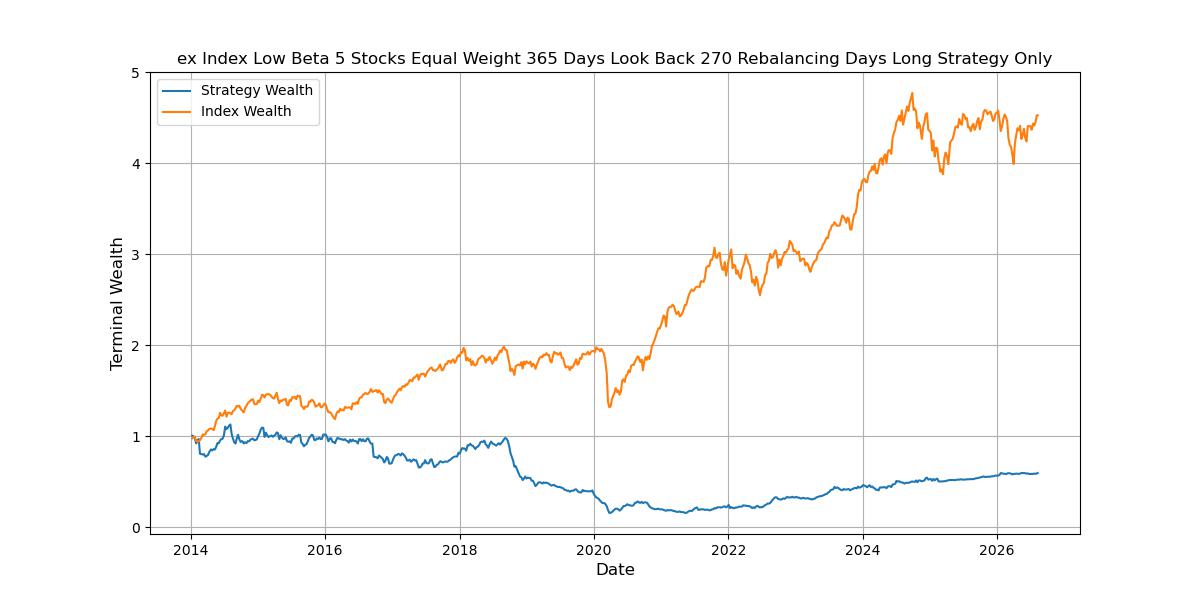 ex Index Low Beta 5 Stocks Equal Weight 365 Days Look Back 270 Rebalancing Days Long Strategy Only
Strategy Wealth
Index Wealth
5
4
3
2
1
0
Terminal Wealth
2014 2016 2018 2020 2022 2024 2026
Date